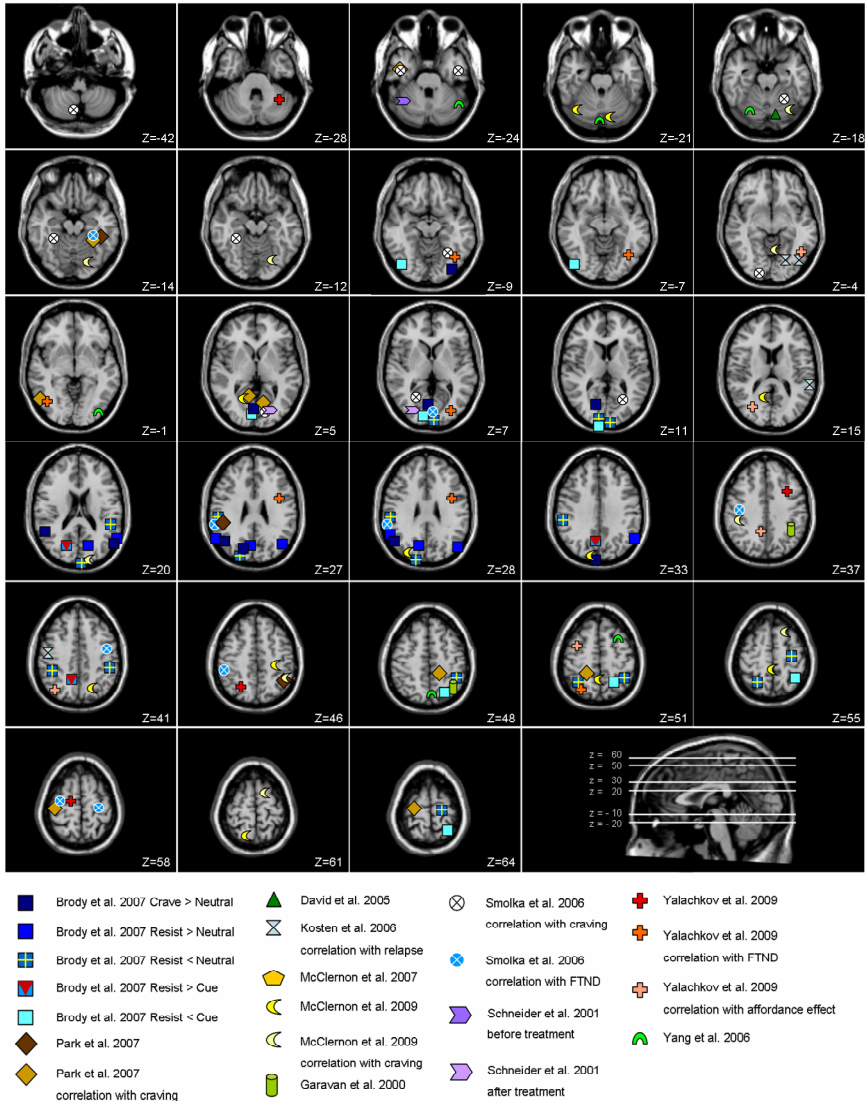 Z=-42
Z=-28
Z=-24
Z=-21
Z=-18
Z=-14
Z=-12
Z=-9
Z=-7
Z=-4
Z=-1
Z=5
Z=7
Z=11
Z=15
Z=20
Z=27
Z=28
Z=33
Z=37
Z=41
Z=46
Z=48
Z=51
Z=55
Z=58
Z=61
Z=64
z = 60
z = 50
z = 30
z = 20
z = - 10
z = - 20
Brody et al. 2007 Crave > Neutral
Brody et al. 2007 Resist > Neutral
Brody et al. 2007 Resist < Neutral
Brody et al. 2007 Resist > Cue
Brody et al. 2007 Resist < Cue
Park et al. 2007
Park et al. 2007
correlation with craving
David et al. 2005
Kosten et al. 2006
correlation with relapse
McClernon et al. 2007
McClernon et al. 2009
McClernon et al. 2009
correlation with craving
Garavan et al. 2000
Smolka et al. 2006
correlation with craving
Smolka et al. 2006
correlation with FTND
Schneider et al. 2001
before treatment
Schneider et al. 2001
after treatment
Yalachkov et al. 2009
Yalachkov et al. 2009
correlation with FTND
Yalachkov et al. 2009
correlation with affordance effect
Yang et al. 2006